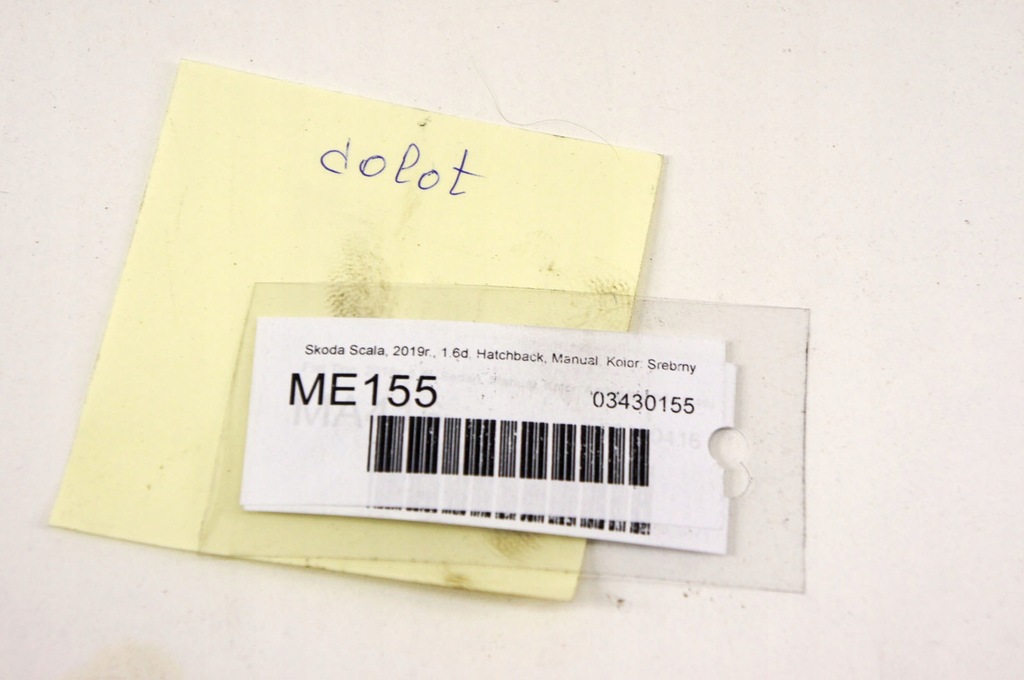 dolot
Skoda Scala, 2019r., 1.6d, Hatchback, Manual. Kolor: Srebrny
ME155
03430155